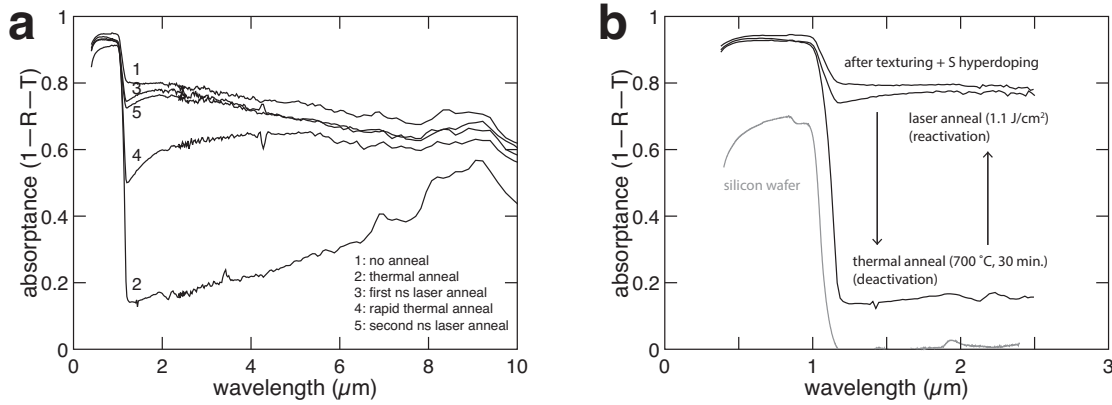 a
absorptance (1—R—T)
1
0.8
0.6
0.4
0.2
0
1
3
5
4
2
1: no anneal
2: thermal anneal
3: first ns laser anneal
4: rapid thermal anneal
5: second ns laser anneal
0 2 4 6 8 10
wavelength (μm)
b
absorptance (1—R—T)
1
0.8
0.6
0.4
0.2
0
after texturing + S hyperdoping
laser anneal (1.1 J/cm²)
(reactivation)
silicon wafer
thermal anneal (700 ˚C, 30 min.)
(deactivation)
0 1 2 3
wavelength (μm)